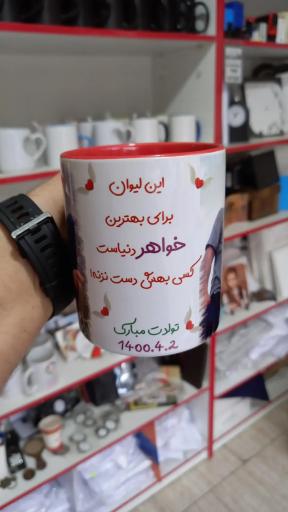 این لیوان
برای بهترین
خواهر دنیاست
کسی بهش دست نزنه!
تولدت مبارک
1400.4.2